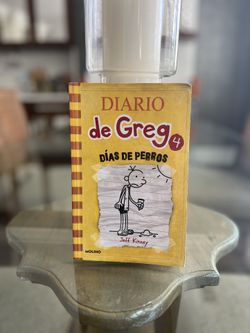 DIARIO
de Greg 4
DÍAS DE PERROS
Jeff Kinney
MOLINO